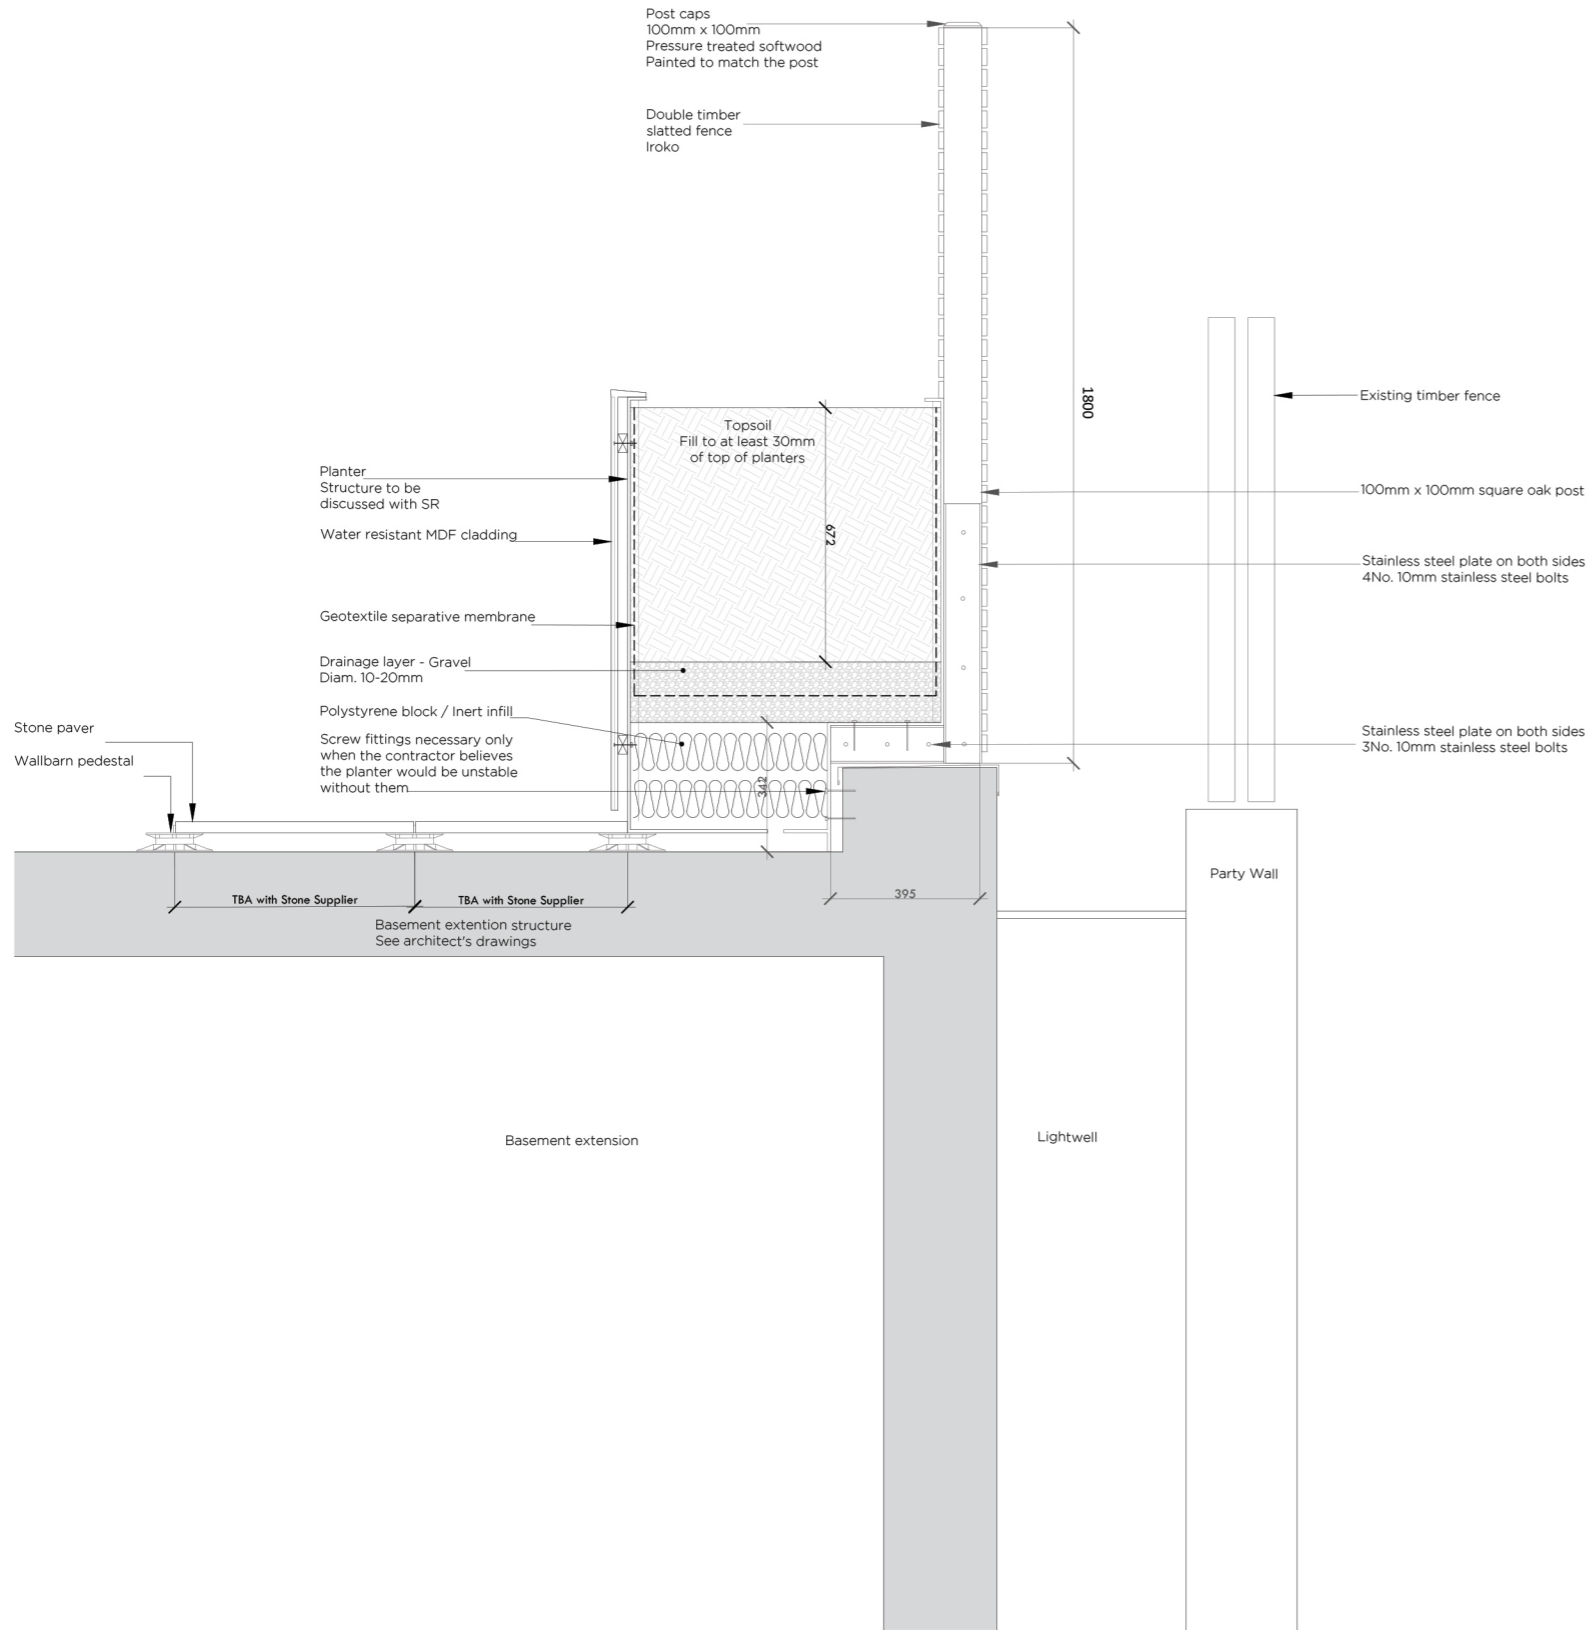 Post caps
100mm x 100mm
Pressure treated softwood
Painted to match the post
Double timber
slatted fence
Iroko
1800
Existing timber fence
Topsoil
Fill to at least 30mm
of top of planters
Planter
Structure to be
discussed with SR
100mm x 100mm square oak post
Water resistant MDF cladding
672
Stainless steel plate on both sides
4No. 10mm stainless steel bolts
Geotextile separative membrane
Drainage layer - Gravel
Diam. 10-20mm
Polystyrene block / Inert infill
Stone paver
Wallbarn pedestal
Screw fittings necessary only
when the contractor believes
the planter would be unstable
without them
342
Stainless steel plate on both sides
3No. 10mm stainless steel bolts
Party Wall
395
TBA with Stone Supplier
TBA with Stone Supplier
Basement extention structure
See architect's drawings
Basement extension
Lightwell